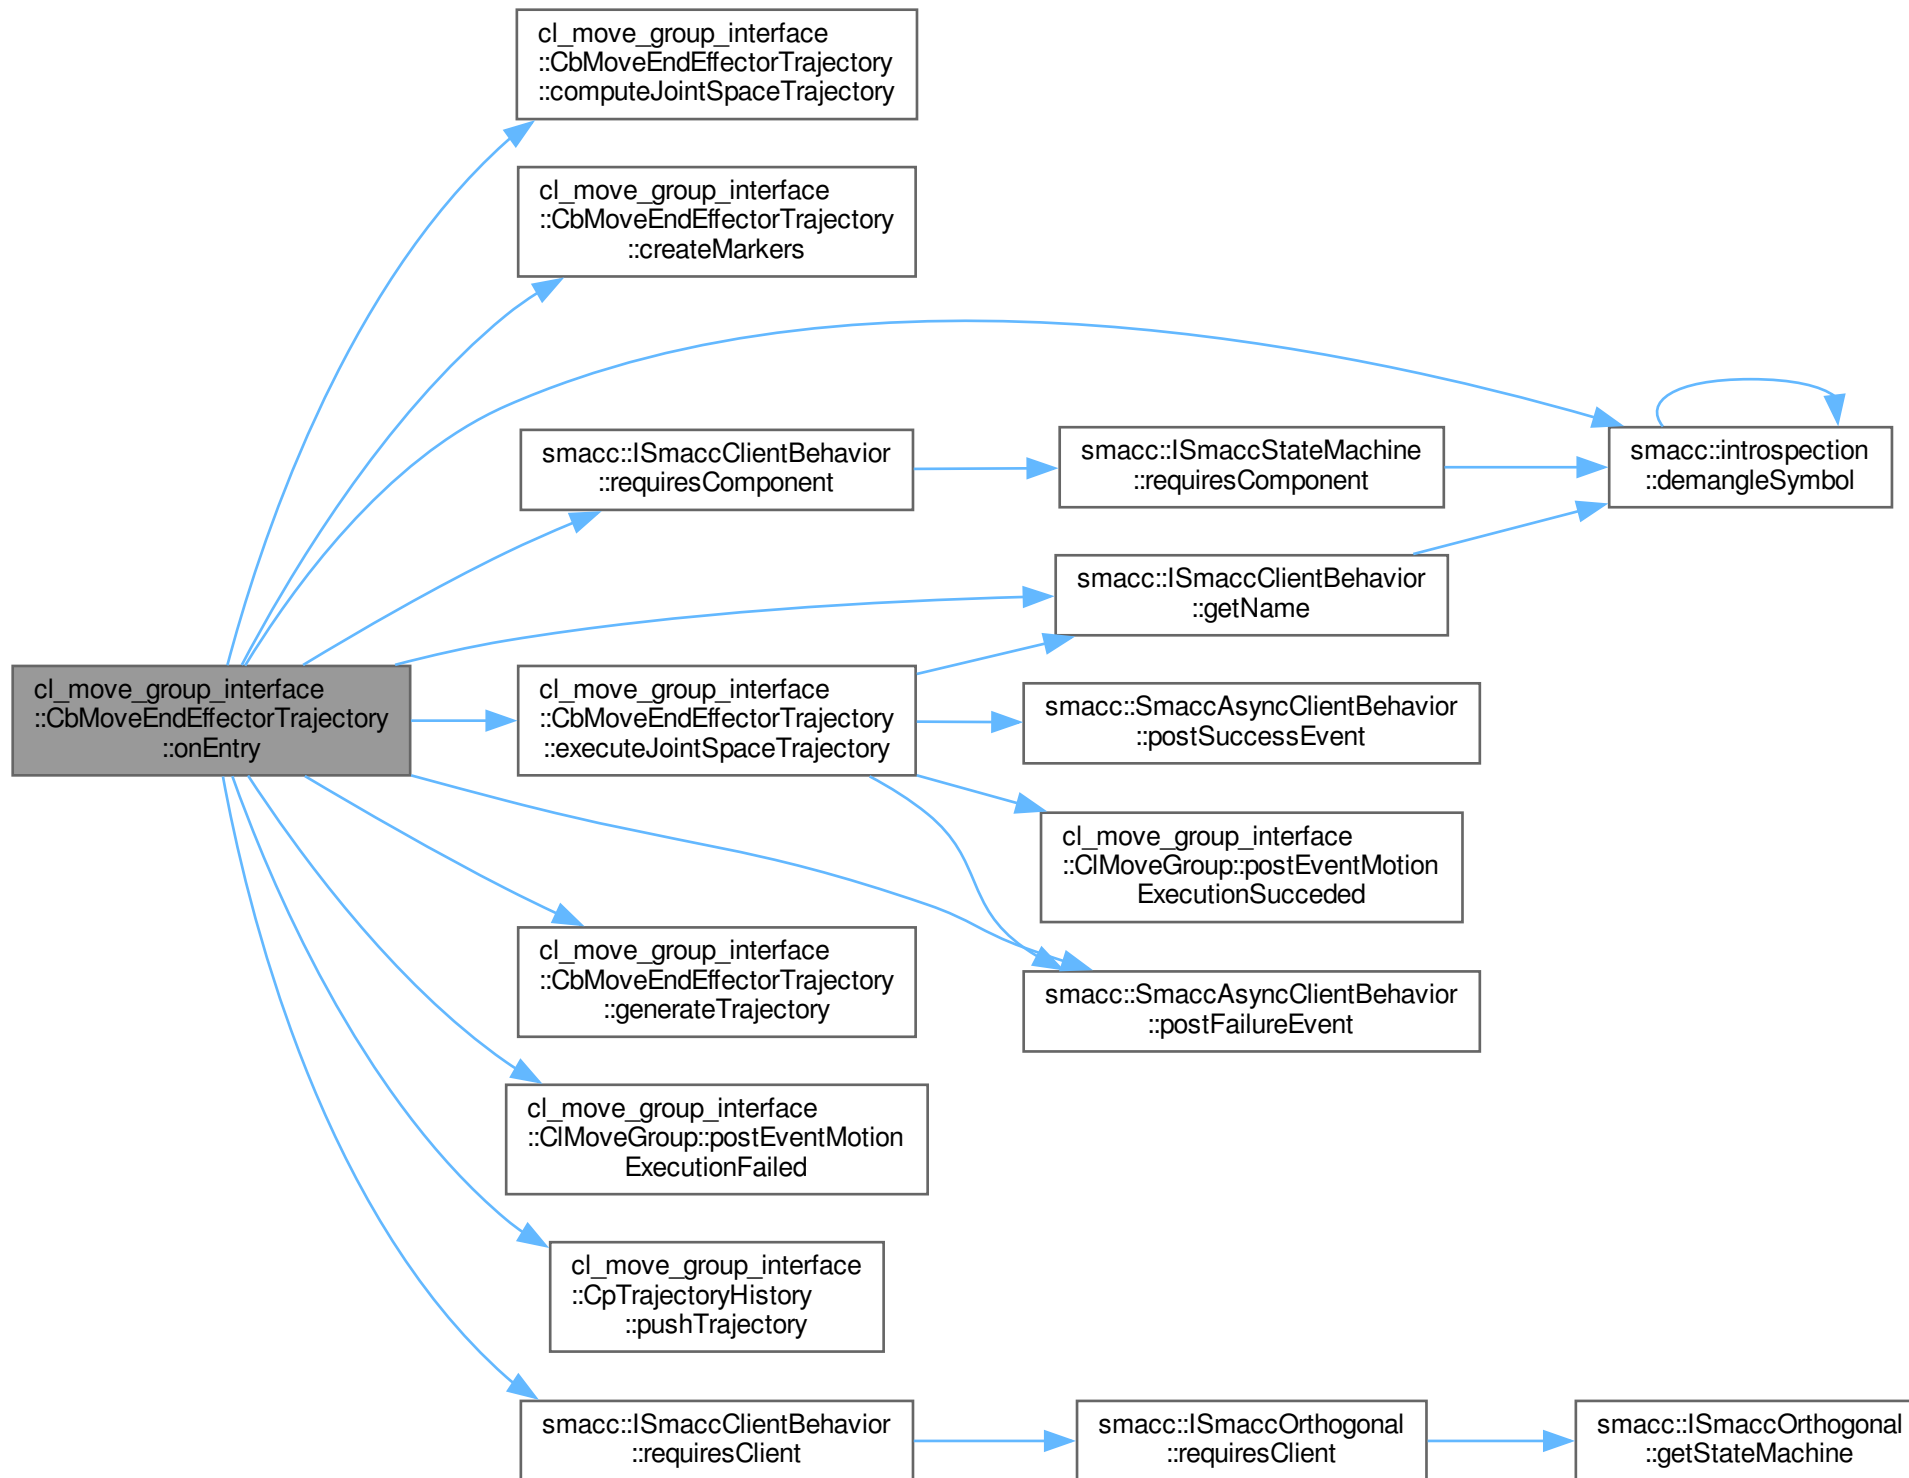 cl_move_group_interface
::CbMoveEndEffectorTrajectory
::computeJointSpaceTrajectory
cl_move_group_interface
::CbMoveEndEffectorTrajectory
::createMarkers
smacc::ISmaccClientBehavior
::requiresComponent
smacc::ISmaccStateMachine
::requiresComponent
smacc::introspection
::demangleSymbol
smacc::ISmaccClientBehavior
::getName
cl_move_group_interface
::CbMoveEndEffectorTrajectory
::onEntry
cl_move_group_interface
::CbMoveEndEffectorTrajectory
::executeJointSpaceTrajectory
smacc::SmaccAsyncClientBehavior
::postSuccessEvent
cl_move_group_interface
::ClMoveGroup::postEventMotion
ExecutionSucceded
cl_move_group_interface
::CbMoveEndEffectorTrajectory
::generateTrajectory
smacc::SmaccAsyncClientBehavior
::postFailureEvent
cl_move_group_interface
::ClMoveGroup::postEventMotion
ExecutionFailed
cl_move_group_interface
::CpTrajectoryHistory
::pushTrajectory
smacc::ISmaccClientBehavior
::requiresClient
smacc::ISmaccOrthogonal
::requiresClient
smacc::ISmaccOrthogonal
::getStateMachine